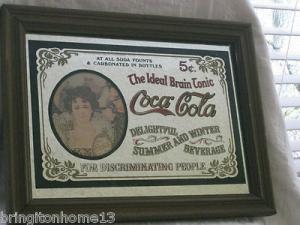 AT ALL SODA FOUNTS
& CARBONATED IN BOTTLES
5¢.
The Ideal Brain Tonic
Coca-Cola
DELIGHTFUL
SUMMER AND WINTER
BEVERAGE
FOR DISCRIMINATING PEOPLE
© bringitonhome13